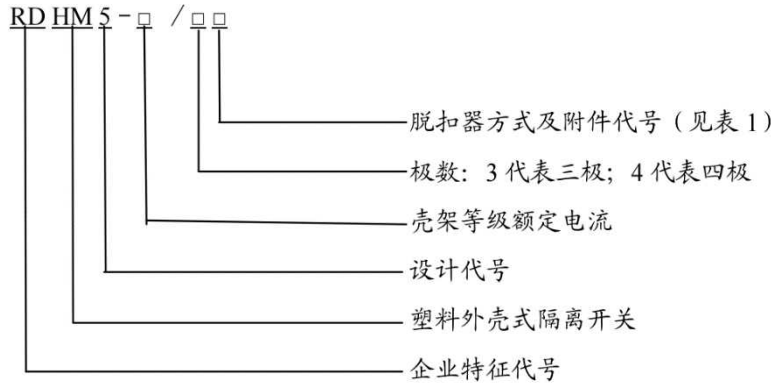 RD HM 5-□ /□□
脱扣器方式及附件代号(见表1)
极数:3代表三极;4代表四极
壳架等级额定电流
设计代号
塑料外壳式隔离开关
企业特征代号